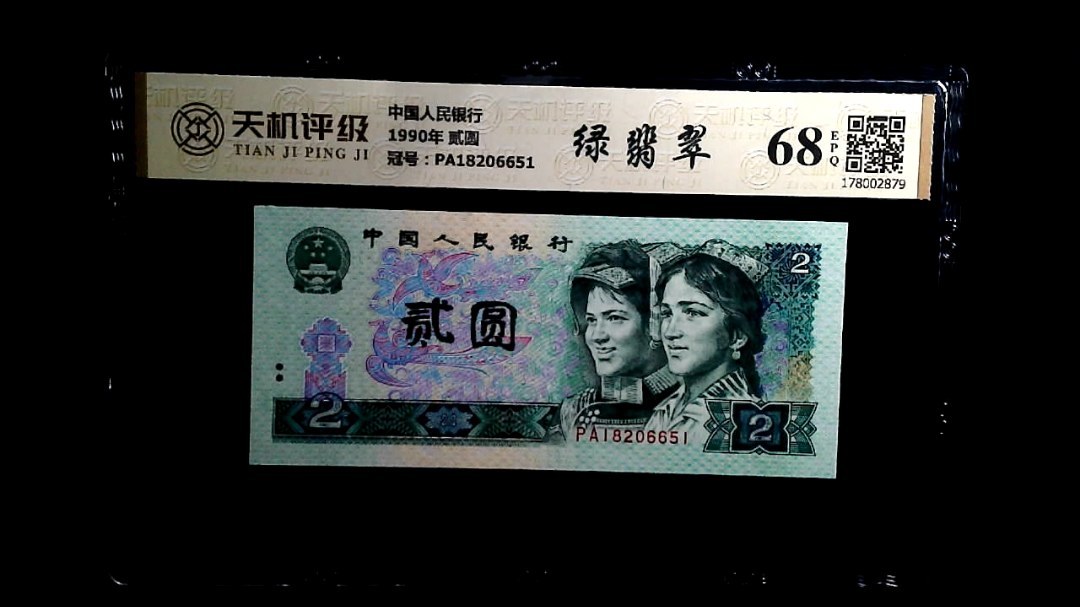 天机评级
TIAN JI PING JI
中国人民银行
1990年 贰圆
冠号：PA18206651
绿翡翠
68
EPQ
178002879
中国人民银行
2
贰圆
2
PA18206651
2